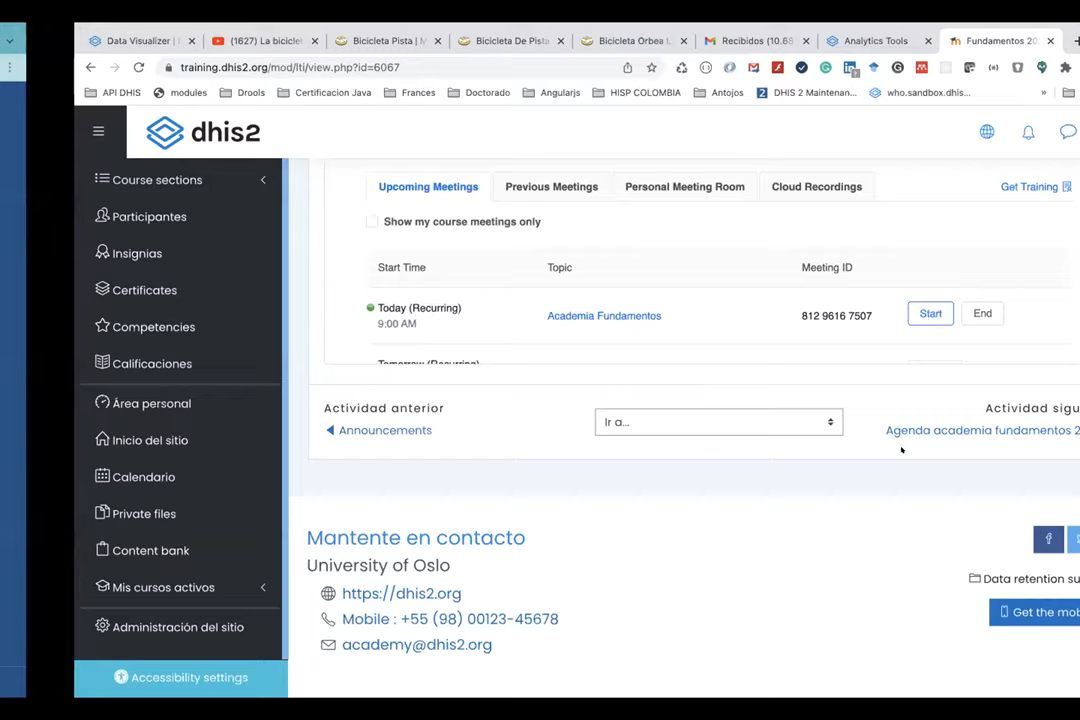 Data Visualizer |
(1627) La bicicle
Bicicleta Pista | M
Bicicleta De Pista
Bicicleta Orbea L
Recibidos (10.68
Analytics Tools
Fundamentos 20
training.dhis2.org/mod/lti/view.php?id=6067
API DHIS
modules
Drools
Certificacion Java
Frances
Doctorado
Angularjs
HISP COLOMBIA
Antojos
DHIS 2 Maintenan...
who.sandbox.dhis...
»
dhis2
Course sections
Participantes
Insignias
Certificates
Competencies
Calificaciones
Área personal
Inicio del sitio
Calendario
Private files
Content bank
Mis cursos activos
Administración del sitio
Accessibility settings
Upcoming Meetings
Previous Meetings
Personal Meeting Room
Cloud Recordings
Get Training
Show my course meetings only
Start Time
Topic
Meeting ID
Today (Recurring)
9:00 AM
Academia Fundamentos
812 9616 7507
Start
End
Tomorrow (Recurring)
Actividad anterior
Announcements
Ir a...
Actividad sigu
Agenda academia fundamentos 2
Mantente en contacto
University of Oslo
https://dhis2.org
Mobile : +55 (98) 00123-45678
academy@dhis2.org
Data retention su
Get the mob